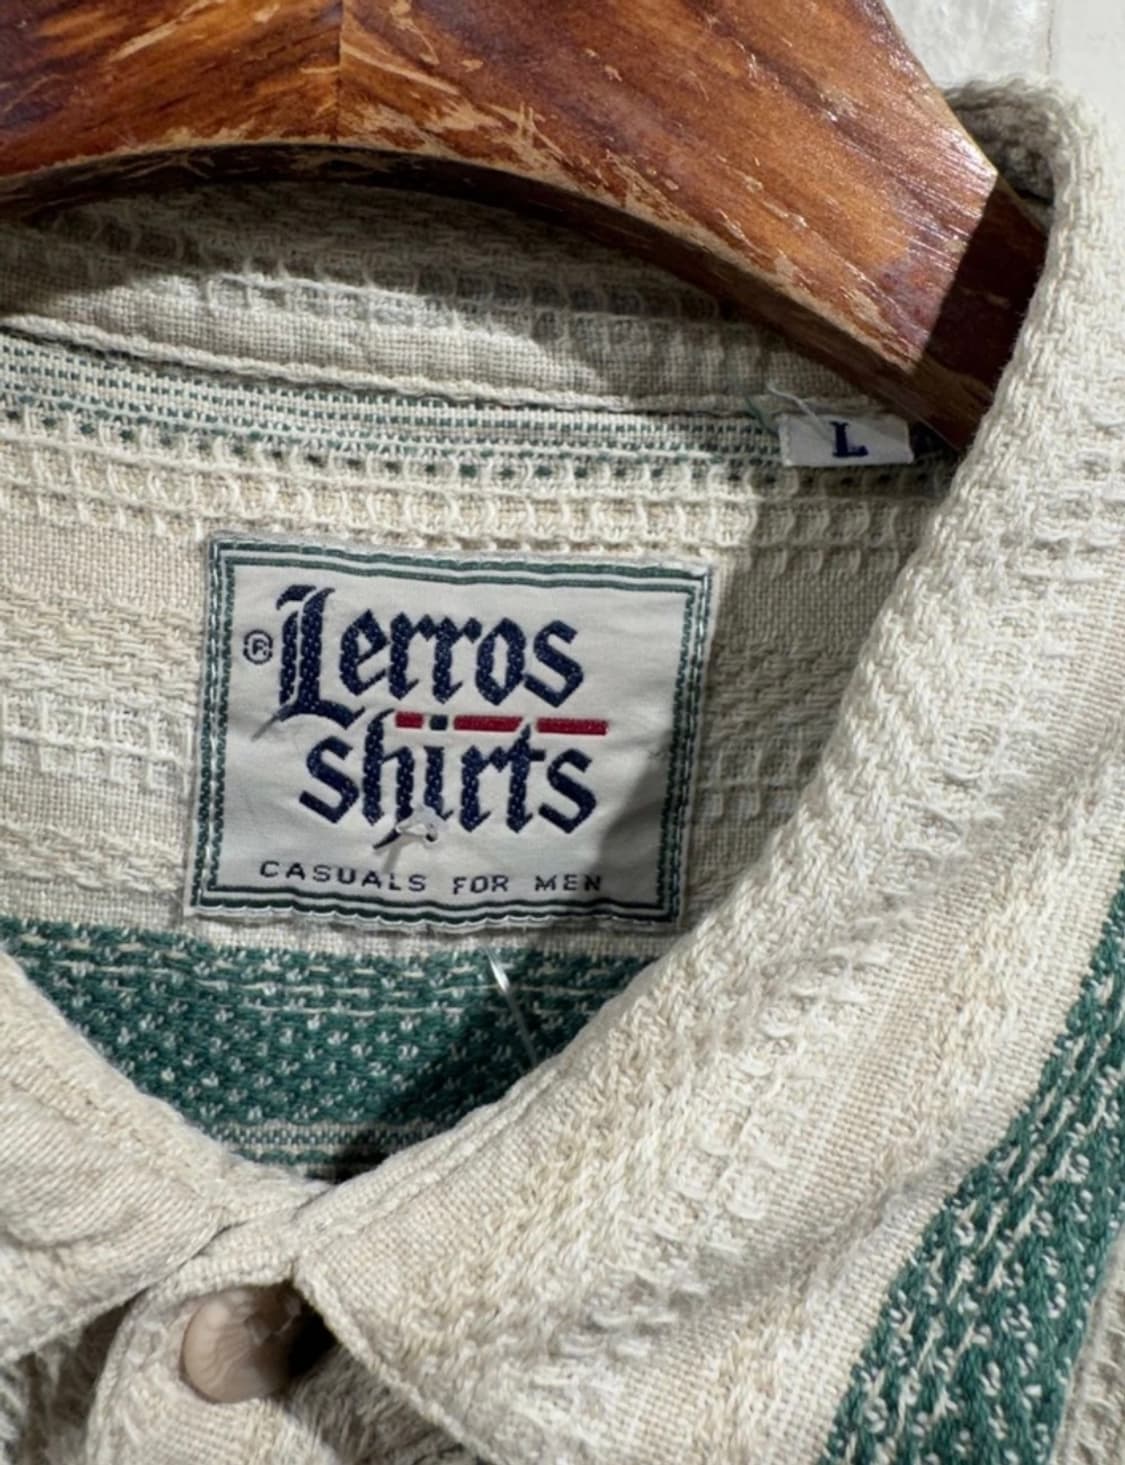 L
® Lerros
shirts
CASUALS FOR MEN